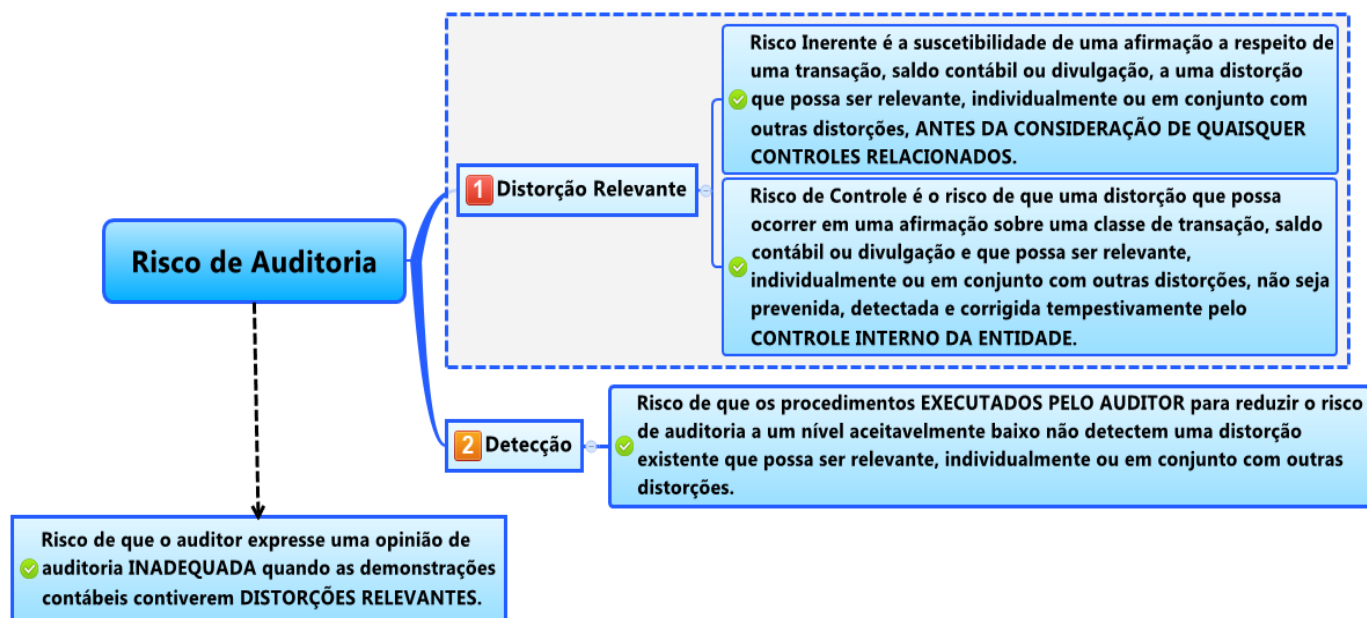 Risco de Auditoria
Risco de que o auditor expresse uma opinião de
auditoria INADEQUADA quando as demonstrações
contábeis contiverem DISTORÇÕES RELEVANTES.
1 Distorção Relevante
Risco Inerente é a suscetibilidade de uma afirmação a respeito de
uma transação, saldo contábil ou divulgação, a uma distorção
que possa ser relevante, individualmente ou em conjunto com
outras distorções, ANTES DA CONSIDERAÇÃO DE QUAISQUER
CONTROLES RELACIONADOS.
Risco de Controle é o risco de que uma distorção que possa
ocorrer em uma afirmação sobre uma classe de transação, saldo
contábil ou divulgação e que possa ser relevante,
individualmente ou em conjunto com outras distorções, não seja
prevenida, detectada e corrigida tempestivamente pelo
CONTROLE INTERNO DA ENTIDADE.
2 Detecção
Risco de que os procedimentos EXECUTADOS PELO AUDITOR para reduzir o risco
de auditoria a um nível aceitavelmente baixo não detectem uma distorção
existente que possa ser relevante, individualmente ou em conjunto com outras
distorções.